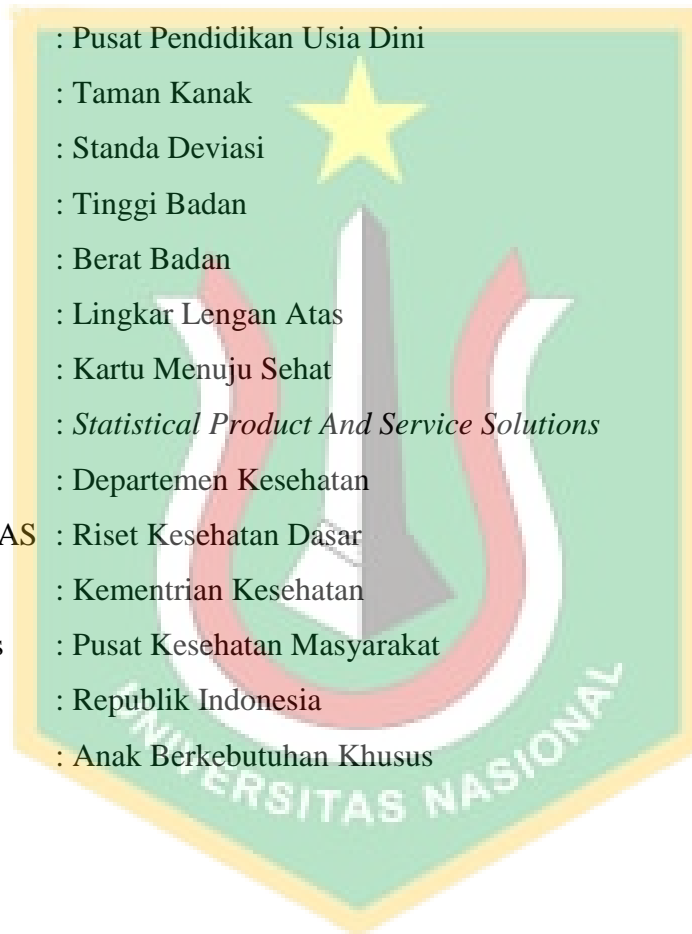 : Pusat Pendidikan Usia Dini
: Taman Kanak
: Standa Deviasi
: Tinggi Badan
: Berat Badan
: Lingkar Lengan Atas
: Kartu Menuju Sehat
: Statistical Product And Service Solutions
: Departemen Kesehatan
AS : Riset Kesehatan Dasar
: Kementrian Kesehatan
s : Pusat Kesehatan Masyarakat
: Republik Indonesia
: Anak Berkebutuhan Khusus
UNIVERSITAS NASIONAL